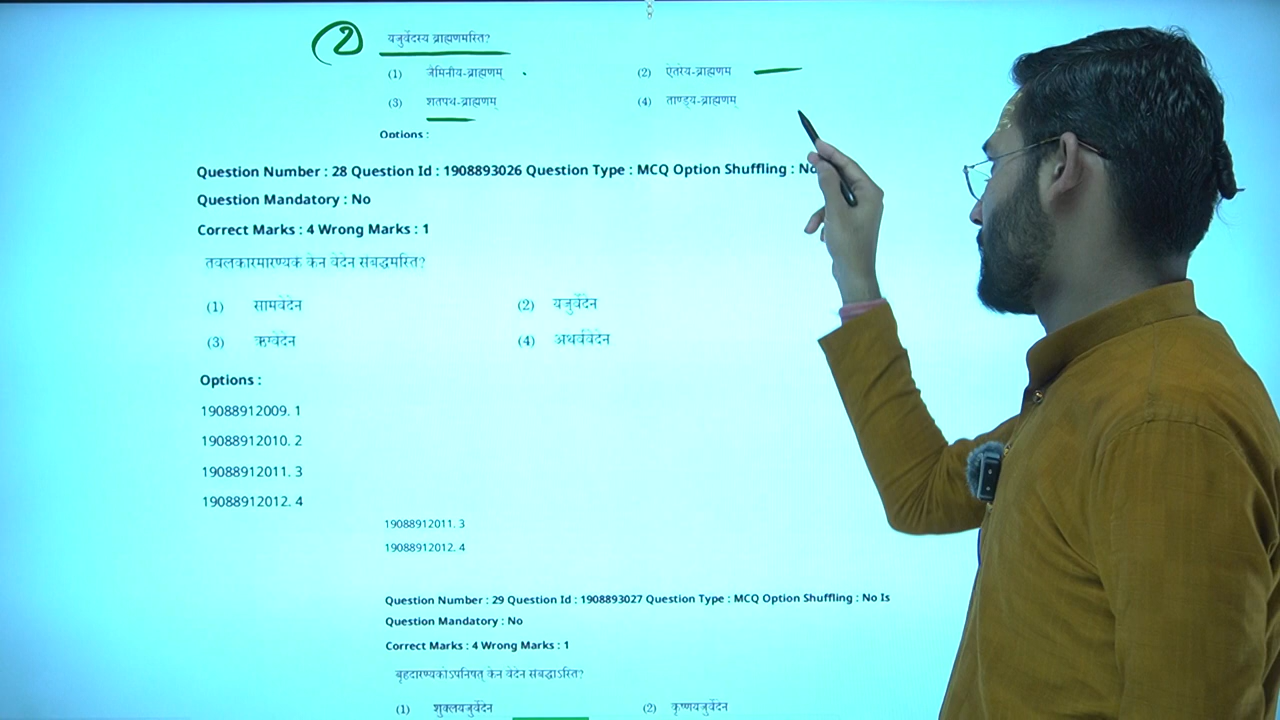 2
यजुर्वेदस्य ब्राह्मणमस्ति?
(1) जैमिनीय-ब्राह्मणम् (2) ऐतरेय-ब्राह्मणम
(3) शतपथ-ब्राह्मणम् (4) ताण्ड्य-ब्राह्मणम्
Options :
Question Number : 28 Question Id : 1908893026 Question Type : MCQ Option Shuffling : No
Question Mandatory : No
Correct Marks : 4 Wrong Marks : 1
तवलकारमारण्यकं केन वेदेन संबद्धमस्ति?
(1) सामवेदेन (2) यजुर्वेदेन
(3) ऋग्वेदेन (4) अथर्ववेदेन
Options :
19088912009. 1
19088912010. 2
19088912011. 3
19088912012. 4
19088912011. 3
19088912012. 4
Question Number : 29 Question Id : 1908893027 Question Type : MCQ Option Shuffling : No Is
Question Mandatory : No
Correct Marks : 4 Wrong Marks : 1
बृहदारण्यकोऽपनिषत् केन वेदेन संबद्धाऽस्ति?
(1) शुक्लयजुर्वेदेन (2) कृष्णयजुर्वेदेन